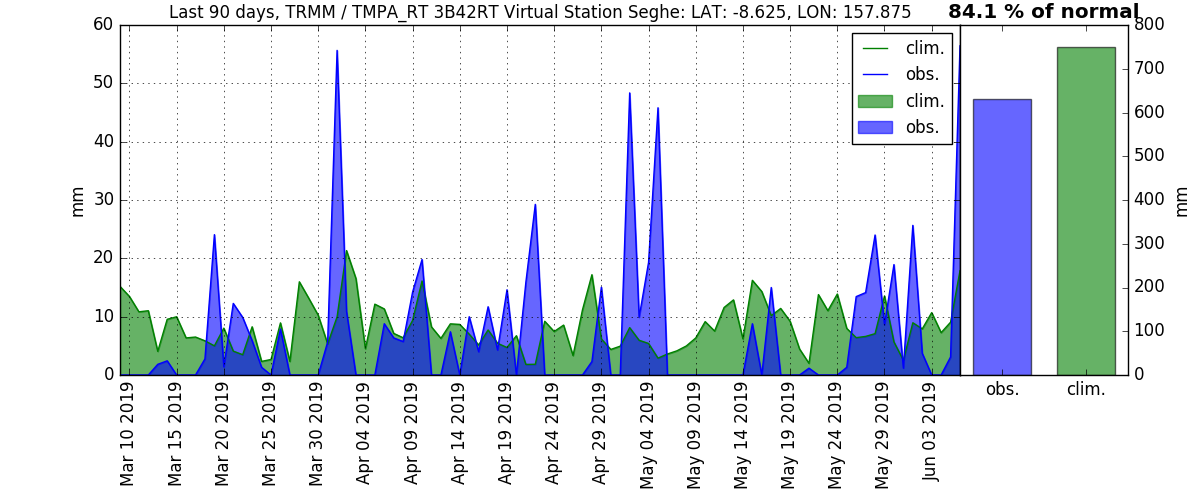 Last 90 days, TRMM / TMPA_RT 3B42RT Virtual Station Seghe: LAT: -8.625, LON: 157.875
84.1 % of normal
60
50
40
30
20
10
0
mm
clim.
obs.
clim.
obs.
Mar 10 2019
Mar 15 2019
Mar 20 2019
Mar 25 2019
Mar 30 2019
Apr 04 2019
Apr 09 2019
Apr 14 2019
Apr 19 2019
Apr 24 2019
Apr 29 2019
May 04 2019
May 09 2019
May 14 2019
May 19 2019
May 24 2019
May 29 2019
Jun 03 2019
800
700
600
500
400
300
200
100
0
mm
obs.
clim.